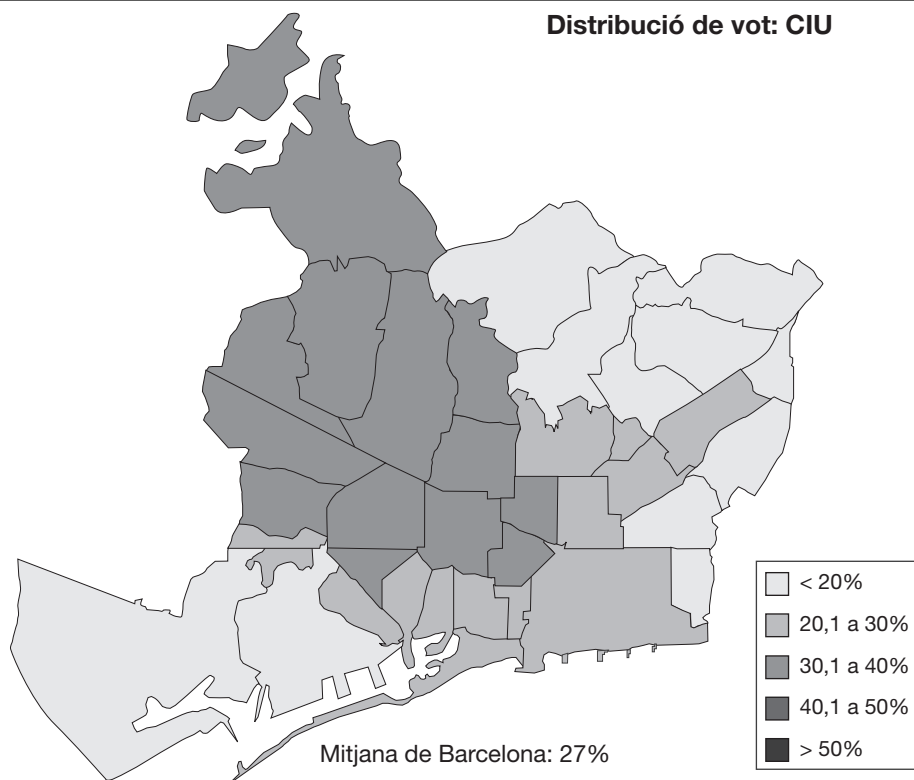 Distribució de vot: CIU
< 20%
20,1 a 30%
30,1 a 40%
40,1 a 50%
> 50%
Mitjana de Barcelona: 27%